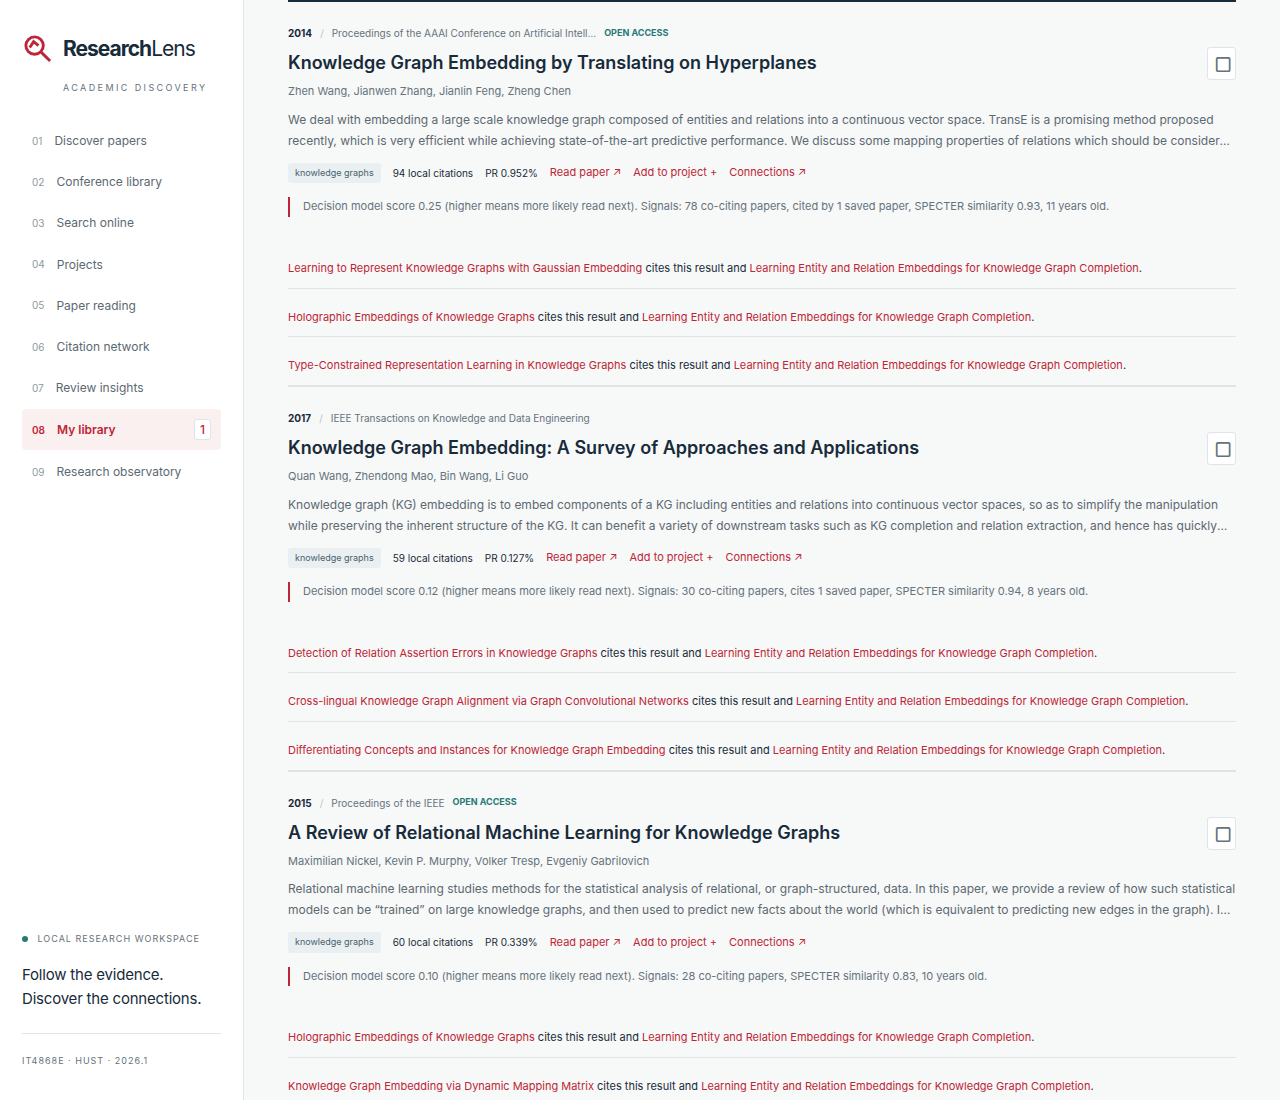 ResearchLens
ACADEMIC DISCOVERY
01 Discover papers
02 Conference library
03 Search online
04 Projects
05 Paper reading
06 Citation network
07 Review insights
08 My library 1
09 Research observatory
LOCAL RESEARCH WORKSPACE
Follow the evidence.
Discover the connections.
IT4868E · HUST · 2026.1
2014 / Proceedings of the AAAI Conference on Artificial Intell... OPEN ACCESS
Knowledge Graph Embedding by Translating on Hyperplanes
Zhen Wang, Jianwen Zhang, Jianlin Feng, Zheng Chen
We deal with embedding a large scale knowledge graph composed of entities and relations into a continuous vector space. TransE is a promising method proposed
recently, which is very efficient while achieving state-of-the-art predictive performance. We discuss some mapping properties of relations which should be consider...
knowledge graphs 94 local citations PR 0.952% Read paper ↗ Add to project + Connections ↗
Decision model score 0.25 (higher means more likely read next). Signals: 78 co-citing papers, cited by 1 saved paper, SPECTER similarity 0.93, 11 years old.
Learning to Represent Knowledge Graphs with Gaussian Embedding cites this result and Learning Entity and Relation Embeddings for Knowledge Graph Completion.
Holographic Embeddings of Knowledge Graphs cites this result and Learning Entity and Relation Embeddings for Knowledge Graph Completion.
Type-Constrained Representation Learning in Knowledge Graphs cites this result and Learning Entity and Relation Embeddings for Knowledge Graph Completion.
2017 / IEEE Transactions on Knowledge and Data Engineering
Knowledge Graph Embedding: A Survey of Approaches and Applications
Quan Wang, Zhendong Mao, Bin Wang, Li Guo
Knowledge graph (KG) embedding is to embed components of a KG including entities and relations into continuous vector spaces, so as to simplify the manipulation
while preserving the inherent structure of the KG. It can benefit a variety of downstream tasks such as KG completion and relation extraction, and hence has quickly...
knowledge graphs 59 local citations PR 0.127% Read paper ↗ Add to project + Connections ↗
Decision model score 0.12 (higher means more likely read next). Signals: 30 co-citing papers, cites 1 saved paper, SPECTER similarity 0.94, 8 years old.
Detection of Relation Assertion Errors in Knowledge Graphs cites this result and Learning Entity and Relation Embeddings for Knowledge Graph Completion.
Cross-lingual Knowledge Graph Alignment via Graph Convolutional Networks cites this result and Learning Entity and Relation Embeddings for Knowledge Graph Completion.
Differentiating Concepts and Instances for Knowledge Graph Embedding cites this result and Learning Entity and Relation Embeddings for Knowledge Graph Completion.
2015 / Proceedings of the IEEE OPEN ACCESS
A Review of Relational Machine Learning for Knowledge Graphs
Maximilian Nickel, Kevin P. Murphy, Volker Tresp, Evgeniy Gabrilovich
Relational machine learning studies methods for the statistical analysis of relational, or graph-structured, data. In this paper, we provide a review of how such statistical
models can be “trained” on large knowledge graphs, and then used to predict new facts about the world (which is equivalent to predicting new edges in the graph). I...
knowledge graphs 60 local citations PR 0.339% Read paper ↗ Add to project + Connections ↗
Decision model score 0.10 (higher means more likely read next). Signals: 28 co-citing papers, SPECTER similarity 0.83, 10 years old.
Holographic Embeddings of Knowledge Graphs cites this result and Learning Entity and Relation Embeddings for Knowledge Graph Completion.
Knowledge Graph Embedding via Dynamic Mapping Matrix cites this result and Learning Entity and Relation Embeddings for Knowledge Graph Completion.